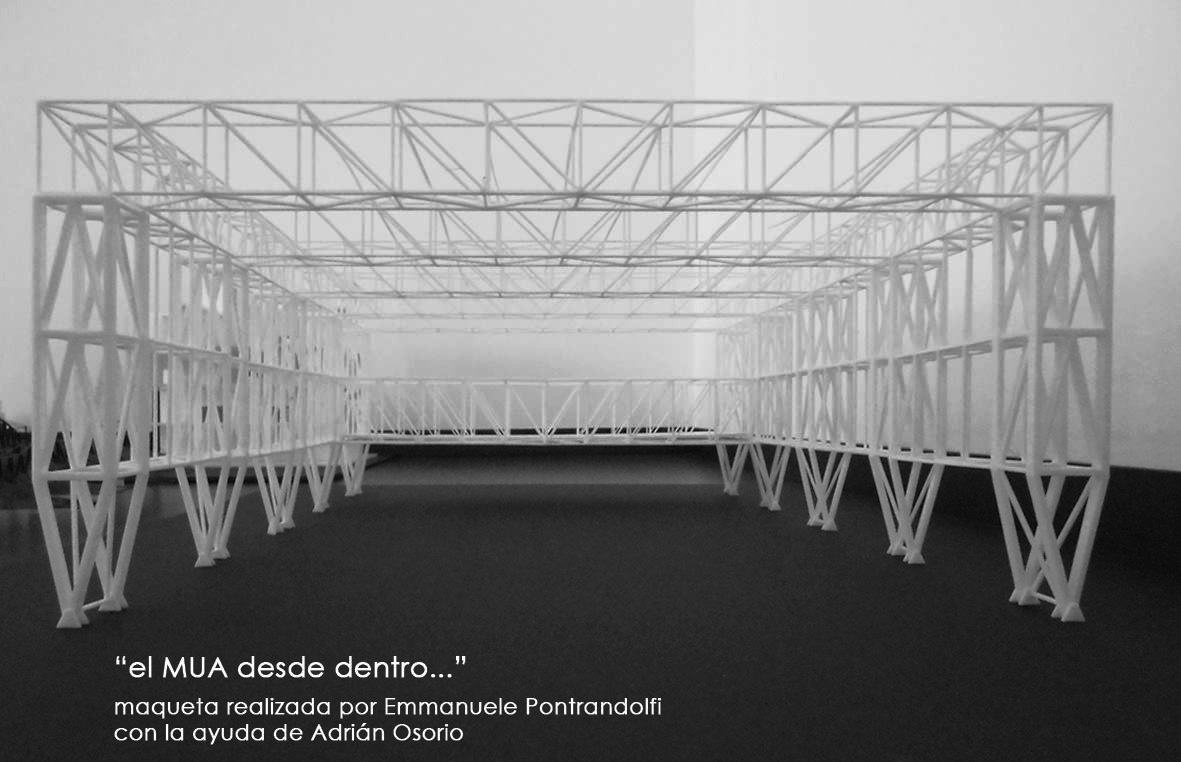 “el MUA desde dentro...”
maqueta realizada por Emmanuele Pontrandolfi
con la ayuda de Adrián Osorio